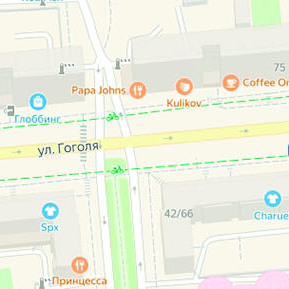 75
Papa Johns
Coffee On
Kulikov
Глоббинг
ул. Гоголя
42/66
Spx
Charue
Принцесса